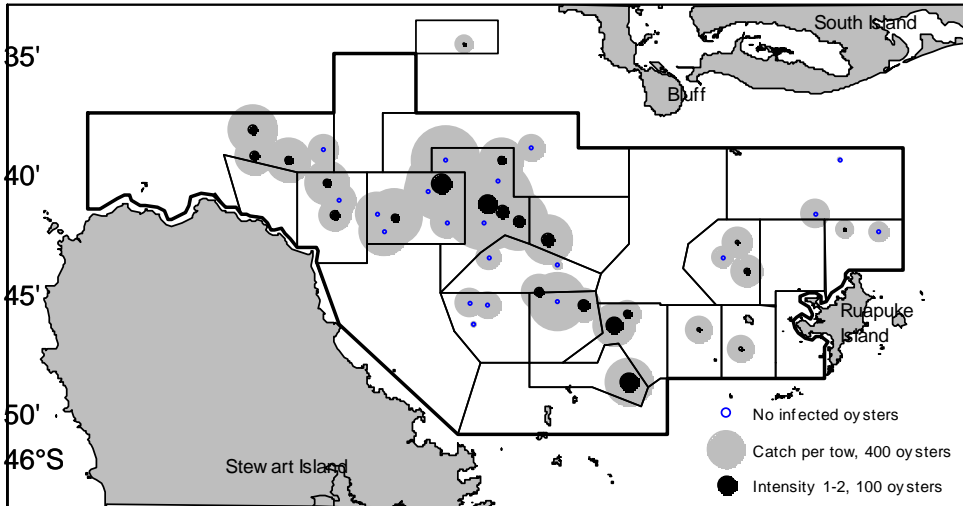 South Island
35'
Bluff
40'
45'
Ruapuke
Island
50'
No infected oysters
46°S
Catch per tow, 400 oysters
Stewart Island
Intensity 1-2, 100 oysters